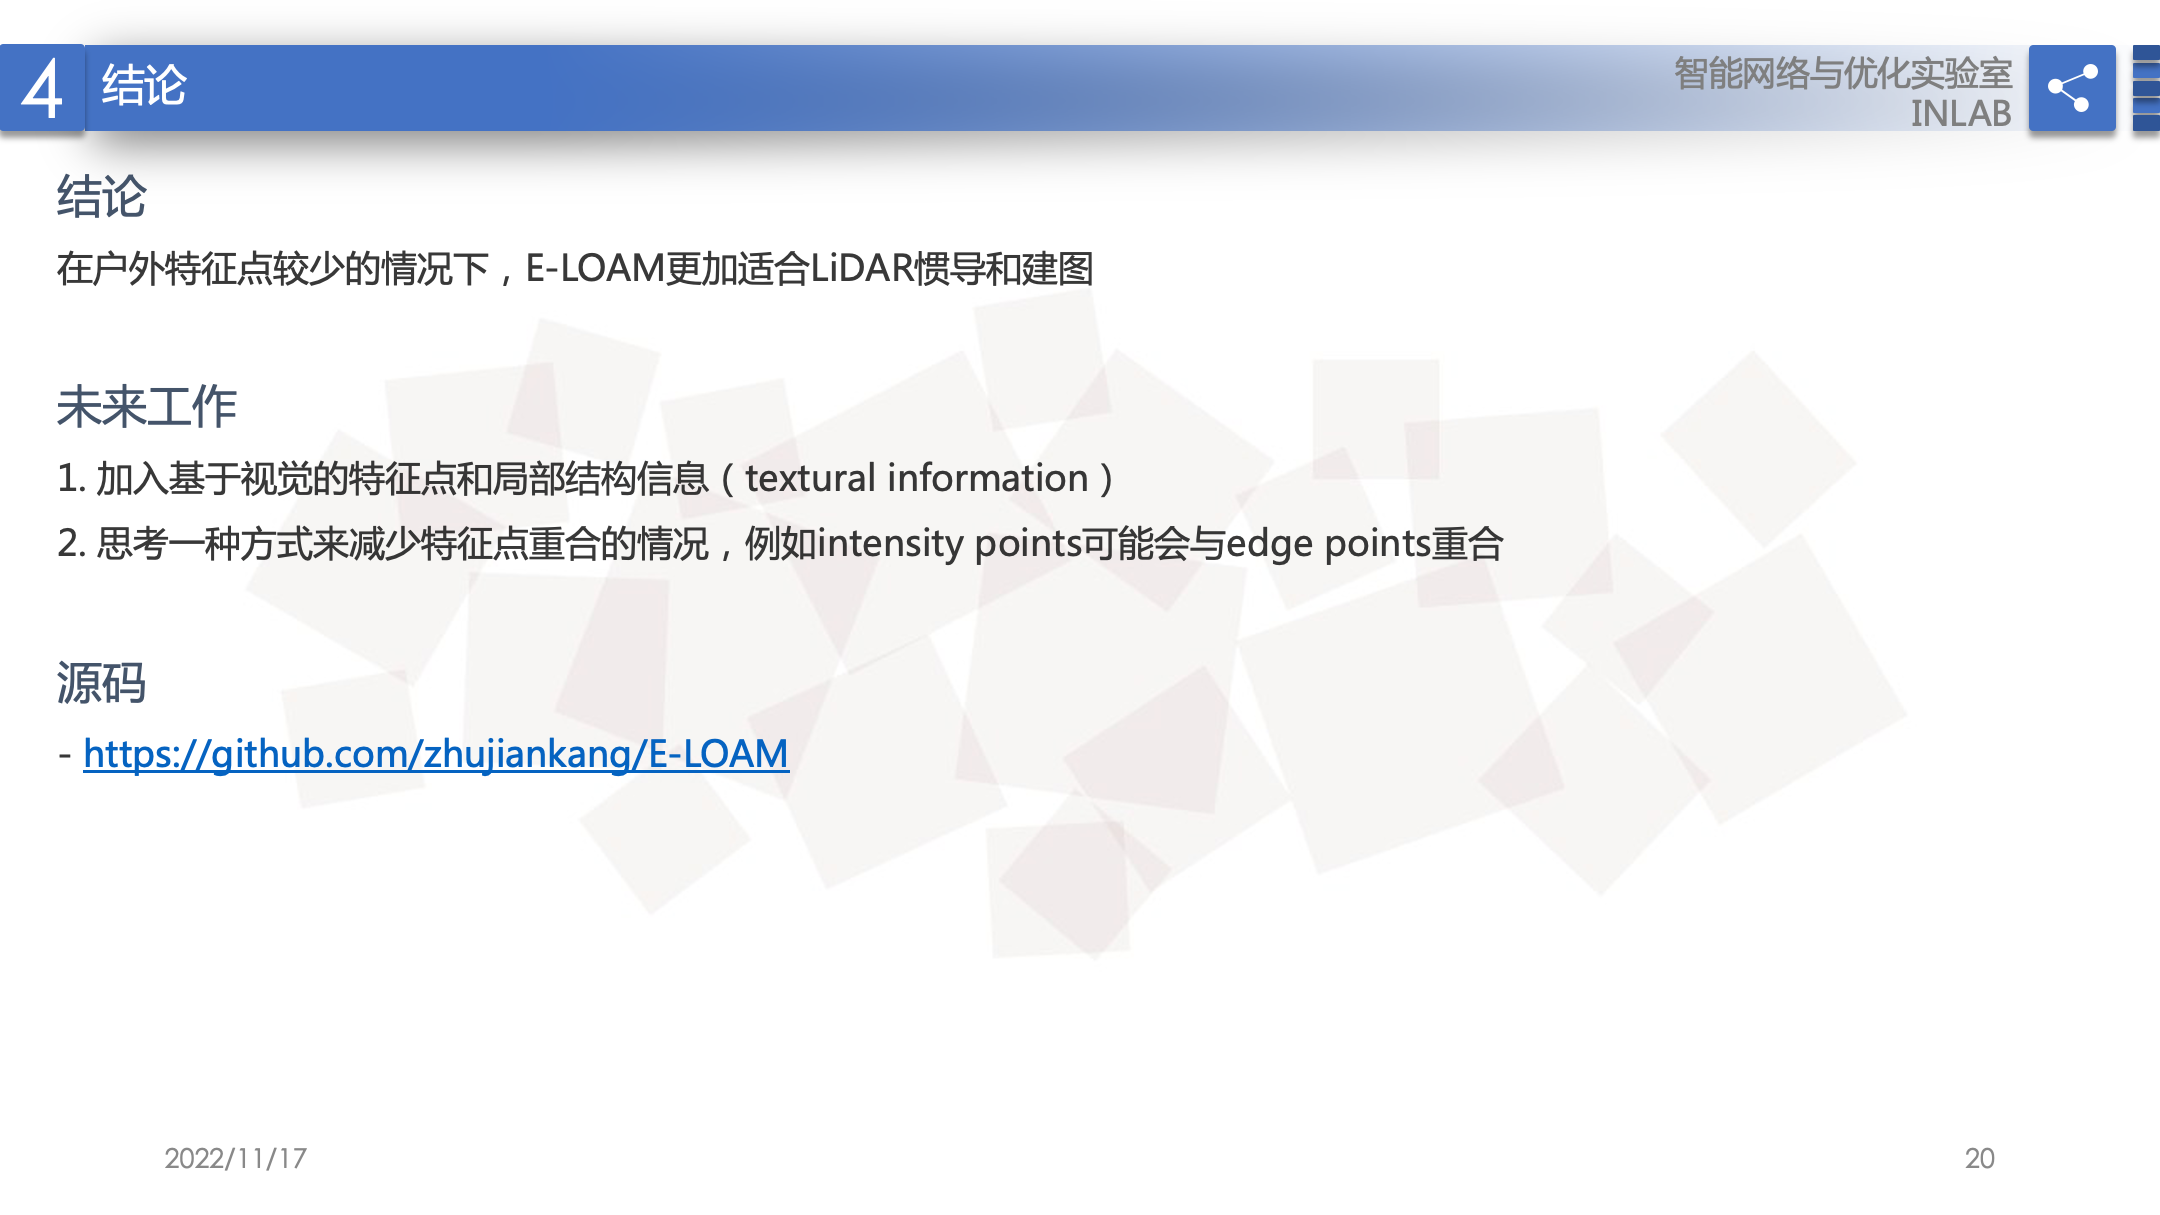 4 结论
智能网络与优化实验室
INLAB
结论
在户外特征点较少的情况下，E-LOAM更加适合LiDAR惯导和建图
未来工作
1. 加入基于视觉的特征点和局部结构信息（textural information）
2. 思考一种方式来减少特征点重合的情况，例如intensity points可能会与edge points重合
源码
- https://github.com/zhujiankang/E-LOAM
2022/11/17
20